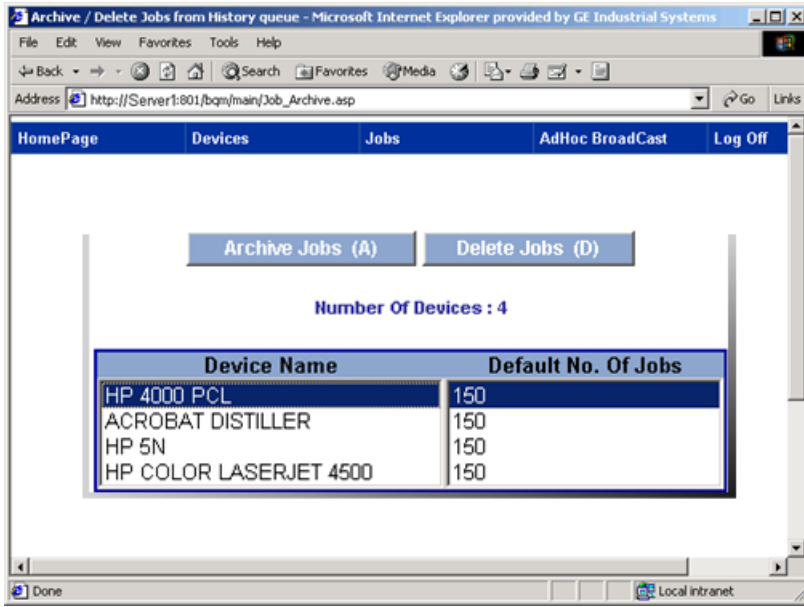 Archive / Delete Jobs from History queue - Microsoft Internet Explorer provided by GE Industrial Systems
File Edit View Favorites Tools Help
Back Search Favorites Media
Address http://Server1:801/bqm/main/Job_Archive.asp Go Links
HomePage Devices Jobs AdHoc BroadCast Log Off
Archive Jobs (A) Delete Jobs (D)
Number Of Devices : 4
Device Name Default No. Of Jobs
HP 4000 PCL 150
ACROBAT DISTILLER 150
HP 5N 150
HP COLOR LASERJET 4500 150
Done Local intranet